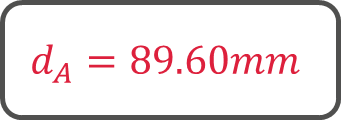 d_A = 89.60mm